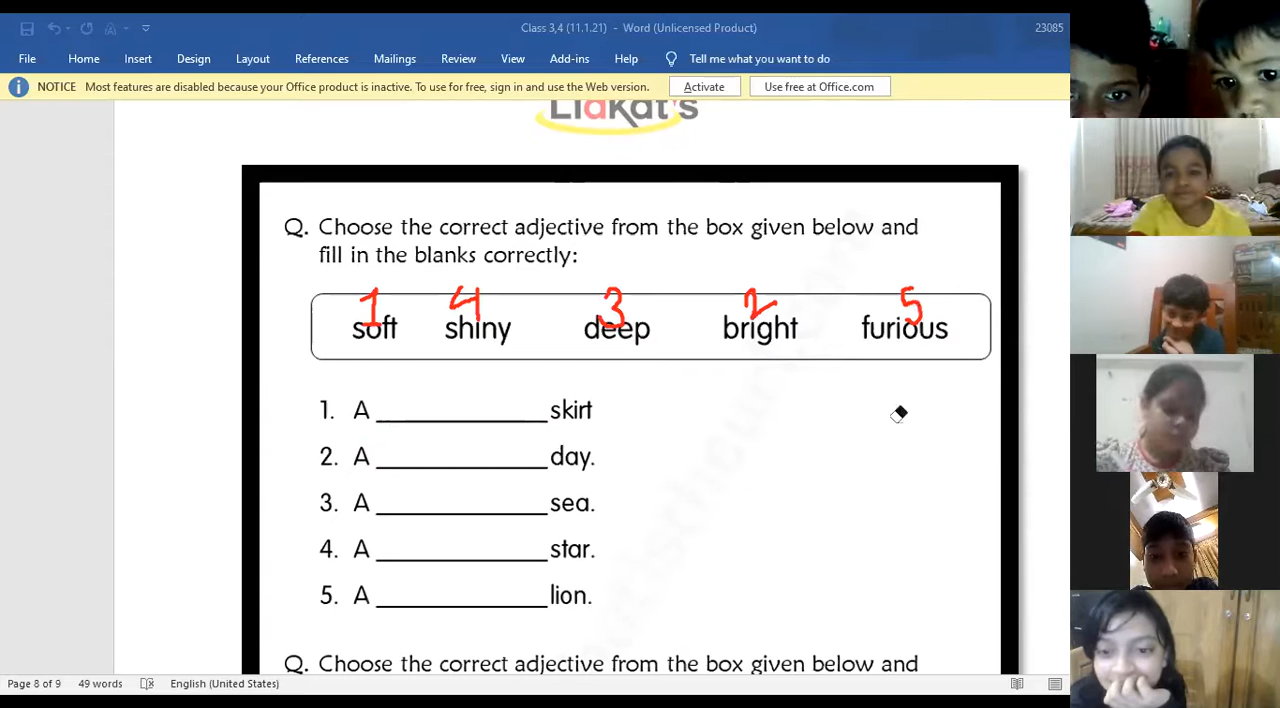 Class 3,4 (11.1.21) - Word (Unlicensed Product)
23085
File Home Insert Design Layout References Mailings Review View Add-ins Help Tell me what you want to do
NOTICE Most features are disabled because your Office product is inactive. To use for free, sign in and use the Web version. Activate Use free at Office.com
Liakat's
Q. Choose the correct adjective from the box given below and
fill in the blanks correctly:
1 4 3 2 5
soft shiny deep bright furious
1. A ____________ skirt
2. A ____________ day.
3. A ____________ sea.
4. A ____________ star.
5. A ____________ lion.
Q. Choose the correct adjective from the box given below and
Page 8 of 9 49 words English (United States)